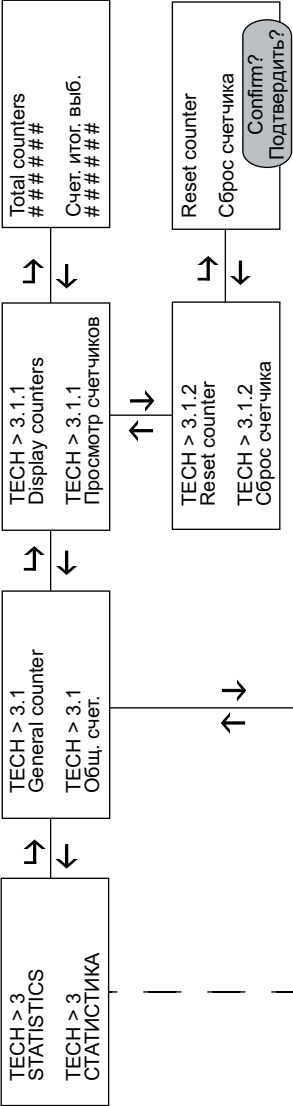 TECH > 3
STATISTICS
TECH > 3
СТАТИСТИКА
TECH > 3.1
General counter
TECH > 3.1
Общ. счет.
TECH > 3.1.1
Display counters
TECH > 3.1.1
Просмотр счетчиков
Total counters
# # # # # #
Счет. итог. выб.
# # # # # #
TECH > 3.1.2
Reset counter
TECH > 3.1.2
Сброс счетчика
Reset counter
Сброс счетчика
Confirm?
Подтвердить?